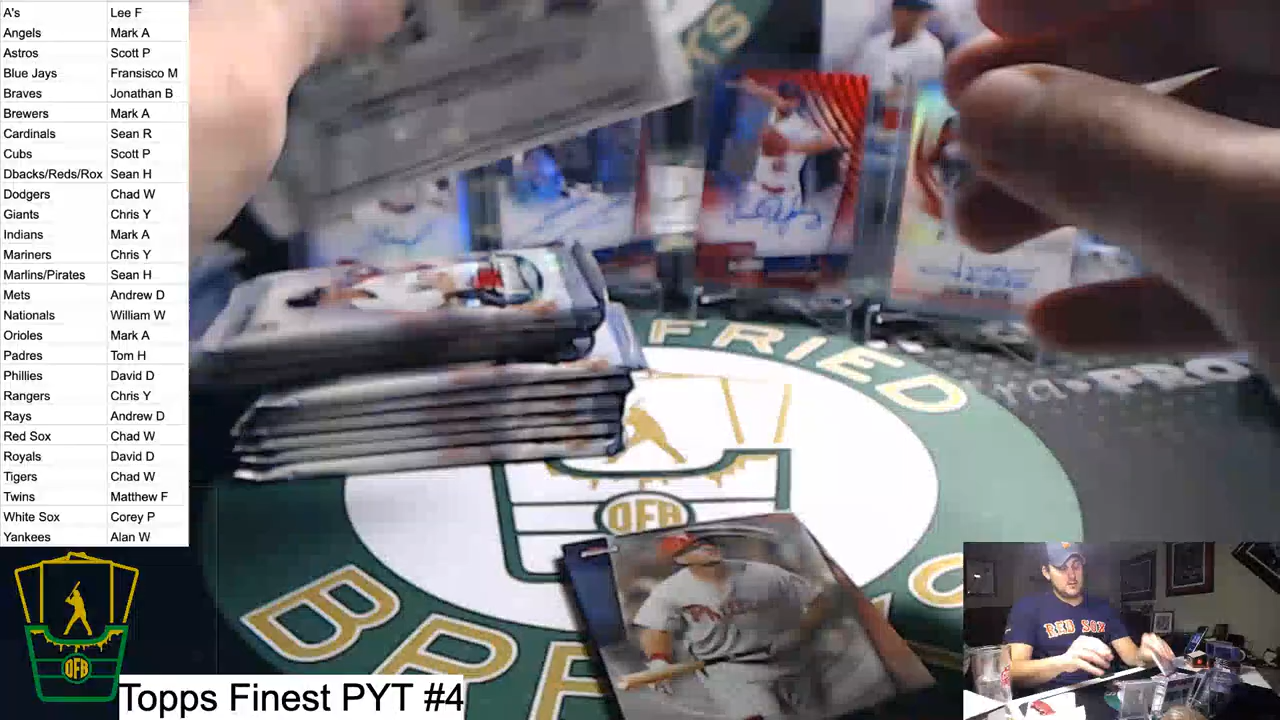 A's Lee F
Angels Mark A
Astros Scott P
Blue Jays Fransisco M
Braves Jonathan B
Brewers Mark A
Cardinals Sean R
Cubs Scott P
Dbacks/Reds/Rox Sean H
Dodgers Chad W
Giants Chris Y
Indians Mark A
Mariners Chris Y
Marlins/Pirates Sean H
Mets Andrew D
Nationals William W
Orioles Mark A
Padres Tom H
Phillies David D
Rangers Chris Y
Rays Andrew D
Red Sox Chad W
Royals David D
Tigers Chad W
Twins Matthew F
White Sox Corey P
Yankees Alan W
FRIED
OFB
PRO
RED SOX
OFB
Topps Finest PYT #4